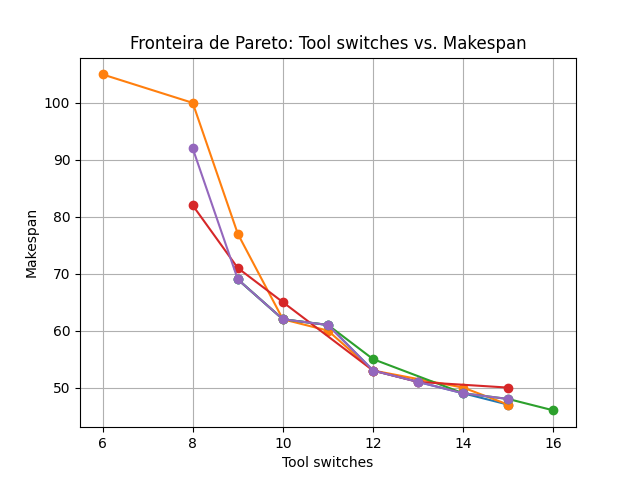 Fronteira de Pareto: Tool switches vs. Makespan
100
90
80
70
60
50
Makespan
6 8 10 12 14 16
Tool switches